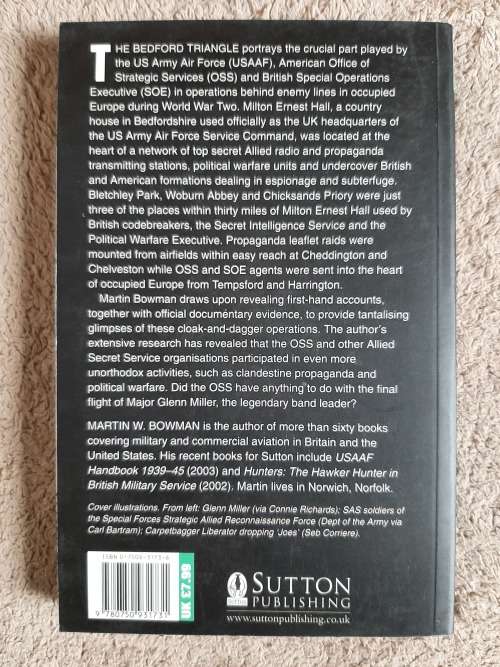 THE BEDFORD TRIANGLE portrays the crucial part played by
the US Army Air Force (USAAF), American Office of
Strategic Services (OSS) and British Special Operations
Executive (SOE) in operations behind enemy lines in occupied
Europe during World War Two. Milton Ernest Hall, a country
house in Bedfordshire used officially as the UK headquarters of
the US Army Air Force Service Command, was located at the
heart of a network of top secret Allied radio and propaganda
transmitting stations, political warfare units and undercover British
and American formations dealing in espionage and subterfuge.
Bletchley Park, Woburn Abbey and Chicksands Priory were just
three of the places within thirty miles of Milton Ernest Hall used by
British codebreakers, the Secret Intelligence Service and the
Political Warfare Executive. Propaganda leaflet raids were
mounted from airfields within easy reach at Cheddington and
Chelveston while OSS and SOE agents were sent into the heart
of occupied Europe from Tempsford and Harrington.
Martin Bowman draws upon revealing first-hand accounts,
together with official documentary evidence, to provide tantalising
glimpses of these cloak-and-dagger operations. The author's
extensive research has revealed that the OSS and other Allied
Secret Service organisations participated in even more
unorthodox activities, such as clandestine propaganda and
political warfare. Did the OSS have anything to do with the final
flight of Major Glenn Miller, the legendary band leader?
MARTIN W. BOWMAN is the author of more than sixty books
covering military and commercial aviation in Britain and the
United States. His recent books for Sutton include USAAF
Handbook 1939–45 (2003) and Hunters: The Hawker Hunter in
British Military Service (2002). Martin lives in Norwich, Norfolk.
Cover illustrations. From left: Glenn Miller (via Connie Richards); SAS soldiers of
the Special Forces Strategic Allied Reconnaissance Force (Dept of the Army via
Carl Bartram); Carpetbagger Liberator dropping 'Joes' (Seb Corriere).
ISBN 0-7509-3173-6
9 780750 931731
UK £7.99
SUTTON
PUBLISHING
www.suttonpublishing.co.uk